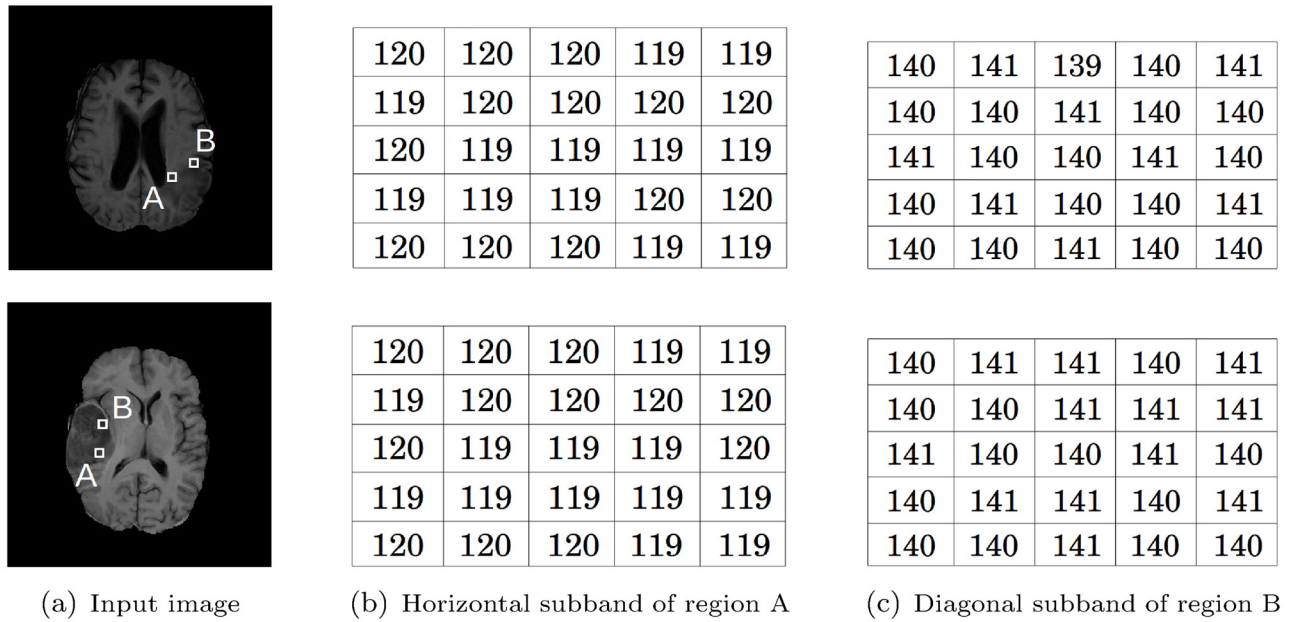 B
A
120 120 120 119 119
119 120 120 120 120
120 119 119 119 119
119 119 119 120 120
120 120 120 119 119
140 141 139 140 141
140 140 141 140 140
141 140 140 141 140
140 141 140 140 141
140 140 141 140 140
B
A
120 120 120 119 119
119 120 120 120 120
120 119 119 119 120
119 119 119 119 119
120 120 120 119 119
140 141 141 140 141
140 140 141 141 141
141 140 140 141 140
140 141 141 140 141
140 140 141 140 140
(a) Input image
(b) Horizontal subband of region A
(c) Diagonal subband of region B